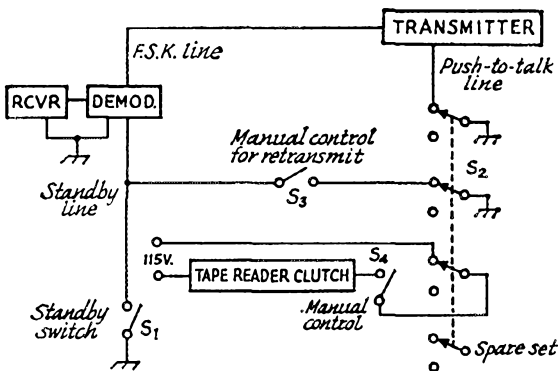 TRANSMITTER
F.S.K. line
Push-to-talk
line
RCVR
DEMOD.
Manual control
for retransmit
S2
S3
Standby
line
115V.
TAPE READER CLUTCH
S4
Manual
control
Standby
switch
S1
Spare set